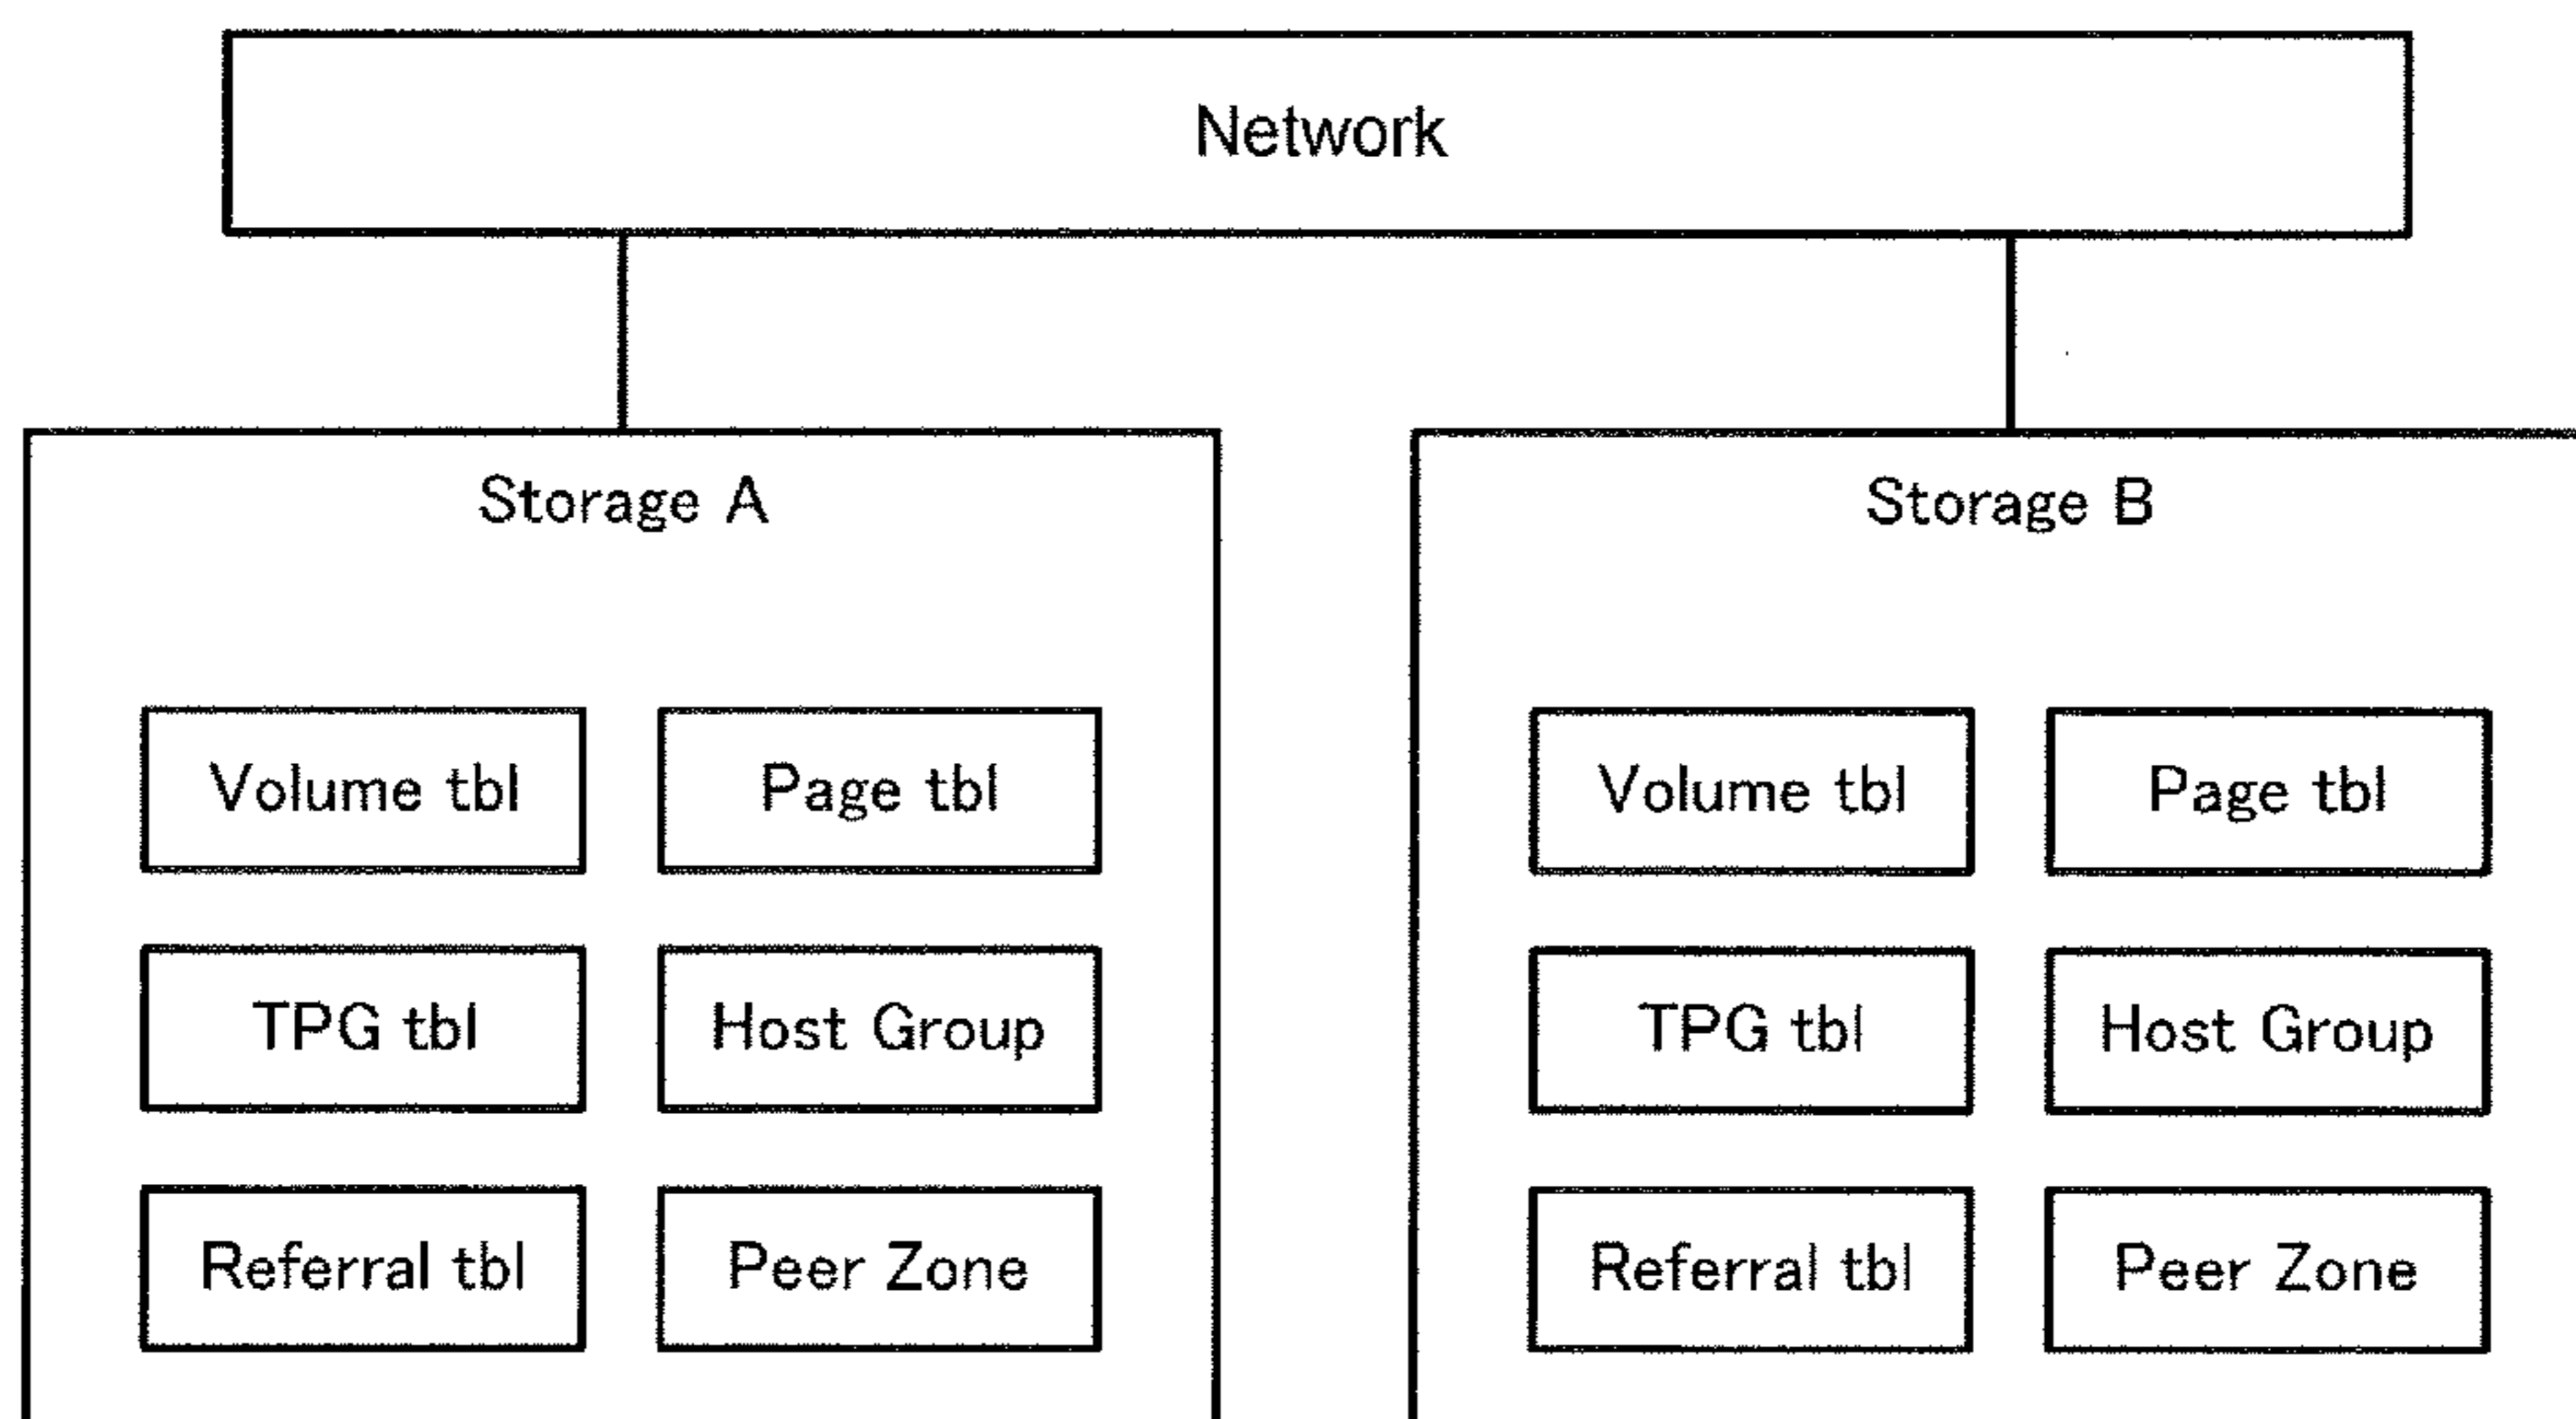 Network
Storage A
Volume tbl
Page tbl
TPG tbl
Host Group
Referral tbl
Peer Zone
Storage B
Volume tbl
Page tbl
TPG tbl
Host Group
Referral tbl
Peer Zone